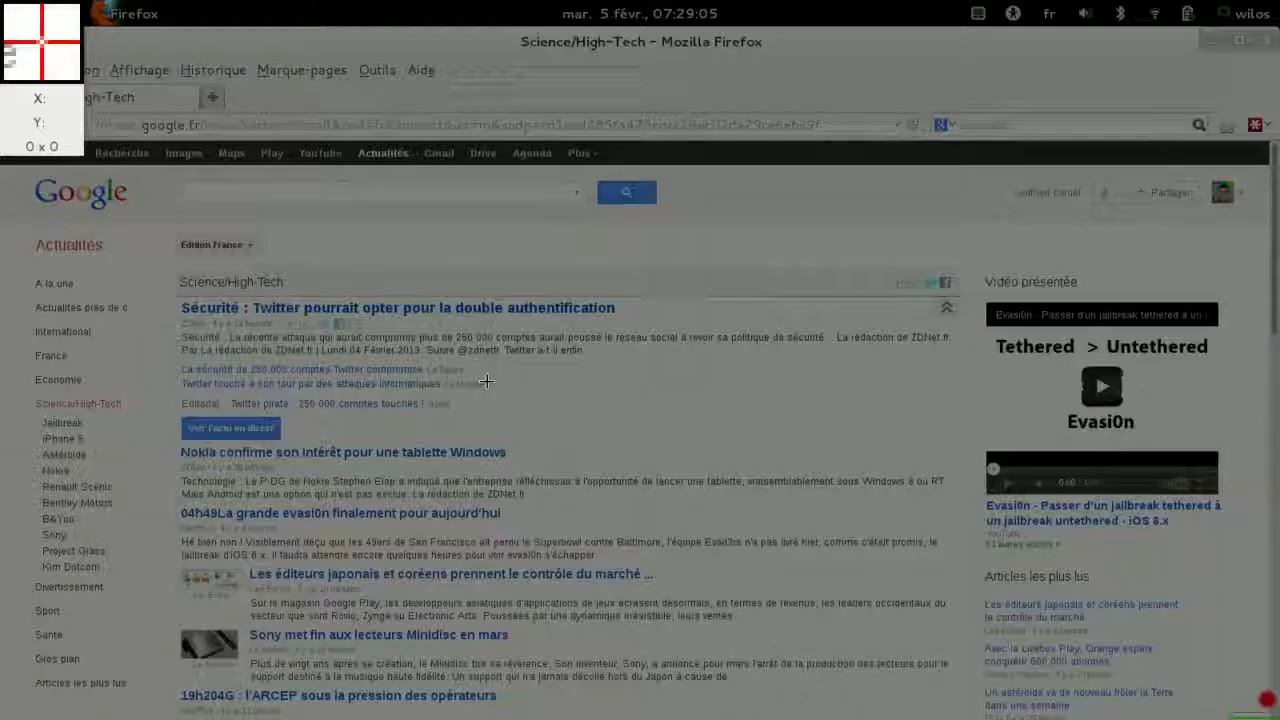 Firefox
mar. 5 févr., 07:29:05
fr
wilos
Science/High-Tech - Mozilla Firefox
Affichage Historique Marque-pages Outils Aide
gh-Tech
X:
Y:
0 x 0
google.fr
Recherche Images Maps Play YouTube Actualités Gmail Drive Agenda Plus
Google
Partager
Actualités
Edition France
A la une
Actualités près de c
International
France
Economie
Science/High-Tech
Jailbreak
iPhone 5
Astéroïde
Nokia
Renault Scénic
Bentley Motors
B&You
Sony
Project Glass
Kim Dotcom
Divertissement
Sport
Santé
Gros plan
Articles les plus lus
Science/High-Tech
Sécurité : Twitter pourrait opter pour la double authentification
Sécurité : La récente attaque qui aurait compromis plus de 250 000 comptes aurait poussé le réseau social à revoir sa politique de sécurité. . La rédaction de ZDNet.fr.
Par La rédaction de ZDNet.fr | Lundi 04 Février 2013. Suivre @zdnetfr. Twitter a-t-il enfin
La sécurité de 250.000 comptes Twitter compromise Le Figaro
Twitter touché à son tour par des attaques informatiques
Editorial : Twitter piraté : 250 000 comptes touchés
Voir l'actu en direct
Nokia confirme son intérêt pour une tablette Windows
Technologie : Le P-DG de Nokia Stephen Elop a indiqué que l'entreprise réfléchissait à l'opportunité de lancer une tablette, vraisemblablement sous Windows 8 ou RT.
Mais Android est une option qui n'est pas exclue. La rédaction de ZDNet.fr
04h49La grande evasi0n finalement pour aujourd'hui
Hé bien non ! Visiblement déçu que les 49ers de San Francisco ait perdu le Superbowl contre Baltimore, l'équipe Evad3rs n'a pas livré hier, comme c'était promis, le
jailbreak d'iOS 6.x. Il faudra attendre encore quelques heures pour voir evasi0n s'échapper
Les éditeurs japonais et coréens prennent le contrôle du marché ...
Sur le magasin Google Play, les développeurs asiatiques d'applications de jeux écrasent désormais, en termes de revenus, les leaders occidentaux du
secteur que sont Rovio, Zynga ou Electronic Arts. Poussées par une dynamique irrésistible, leurs ventes
Sony met fin aux lecteurs Minidisc en mars
Plus de vingt ans après sa création, le Minidisc tire sa révérence. Son inventeur, Sony, a annoncé pour mars l'arrêt de la production des lecteurs pour le
support destiné à la musique haute fidélité. Un support qui n'a jamais décollé hors du Japon à cause de
19h204G : l'ARCEP sous la pression des opérateurs
Vidéo présentée
Evasi0n - Passer d'un jailbreak tethered à un
Tethered > Untethered
Evasi0n
0:00
Evasi0n - Passer d'un jailbreak tethered à
un jailbreak untethered - iOS 6.x
YouTube
Articles les plus lus
Les éditeurs japonais et coréens prennent
le contrôle du marché
Avec la Livebox Play, Orange espère
conquérir 600.000 abonnés
Un astéroïde va de nouveau frôler la Terre
dans une semaine